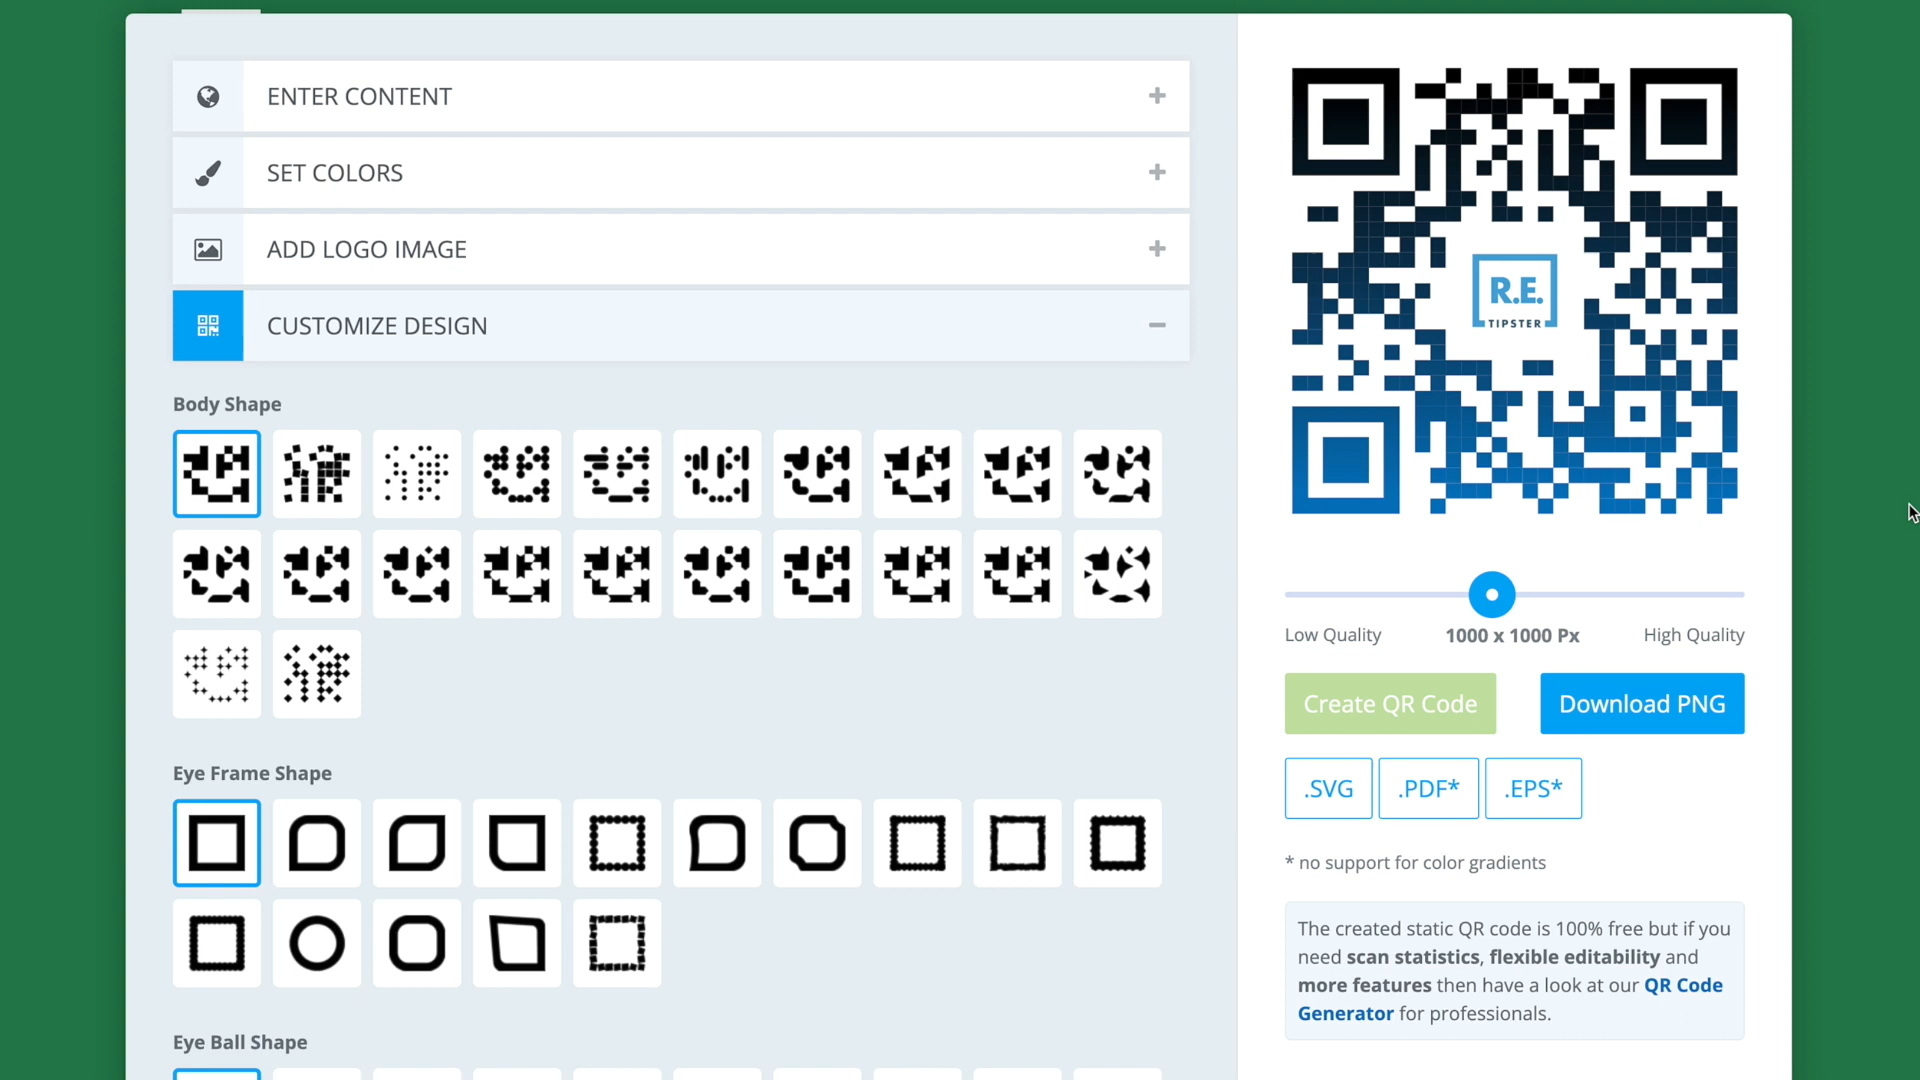 ENTER CONTENT
SET COLORS
ADD LOGO IMAGE
CUSTOMIZE DESIGN
Body Shape
Eye Frame Shape
Eye Ball Shape
R.E.
TIPSTER
Low Quality
1000 x 1000 Px
High Quality
Create QR Code
Download PNG
.SVG
.PDF*
.EPS*
* no support for color gradients
The created static QR code is 100% free but if you
need scan statistics, flexible editability and
more features then have a look at our QR Code
Generator for professionals.